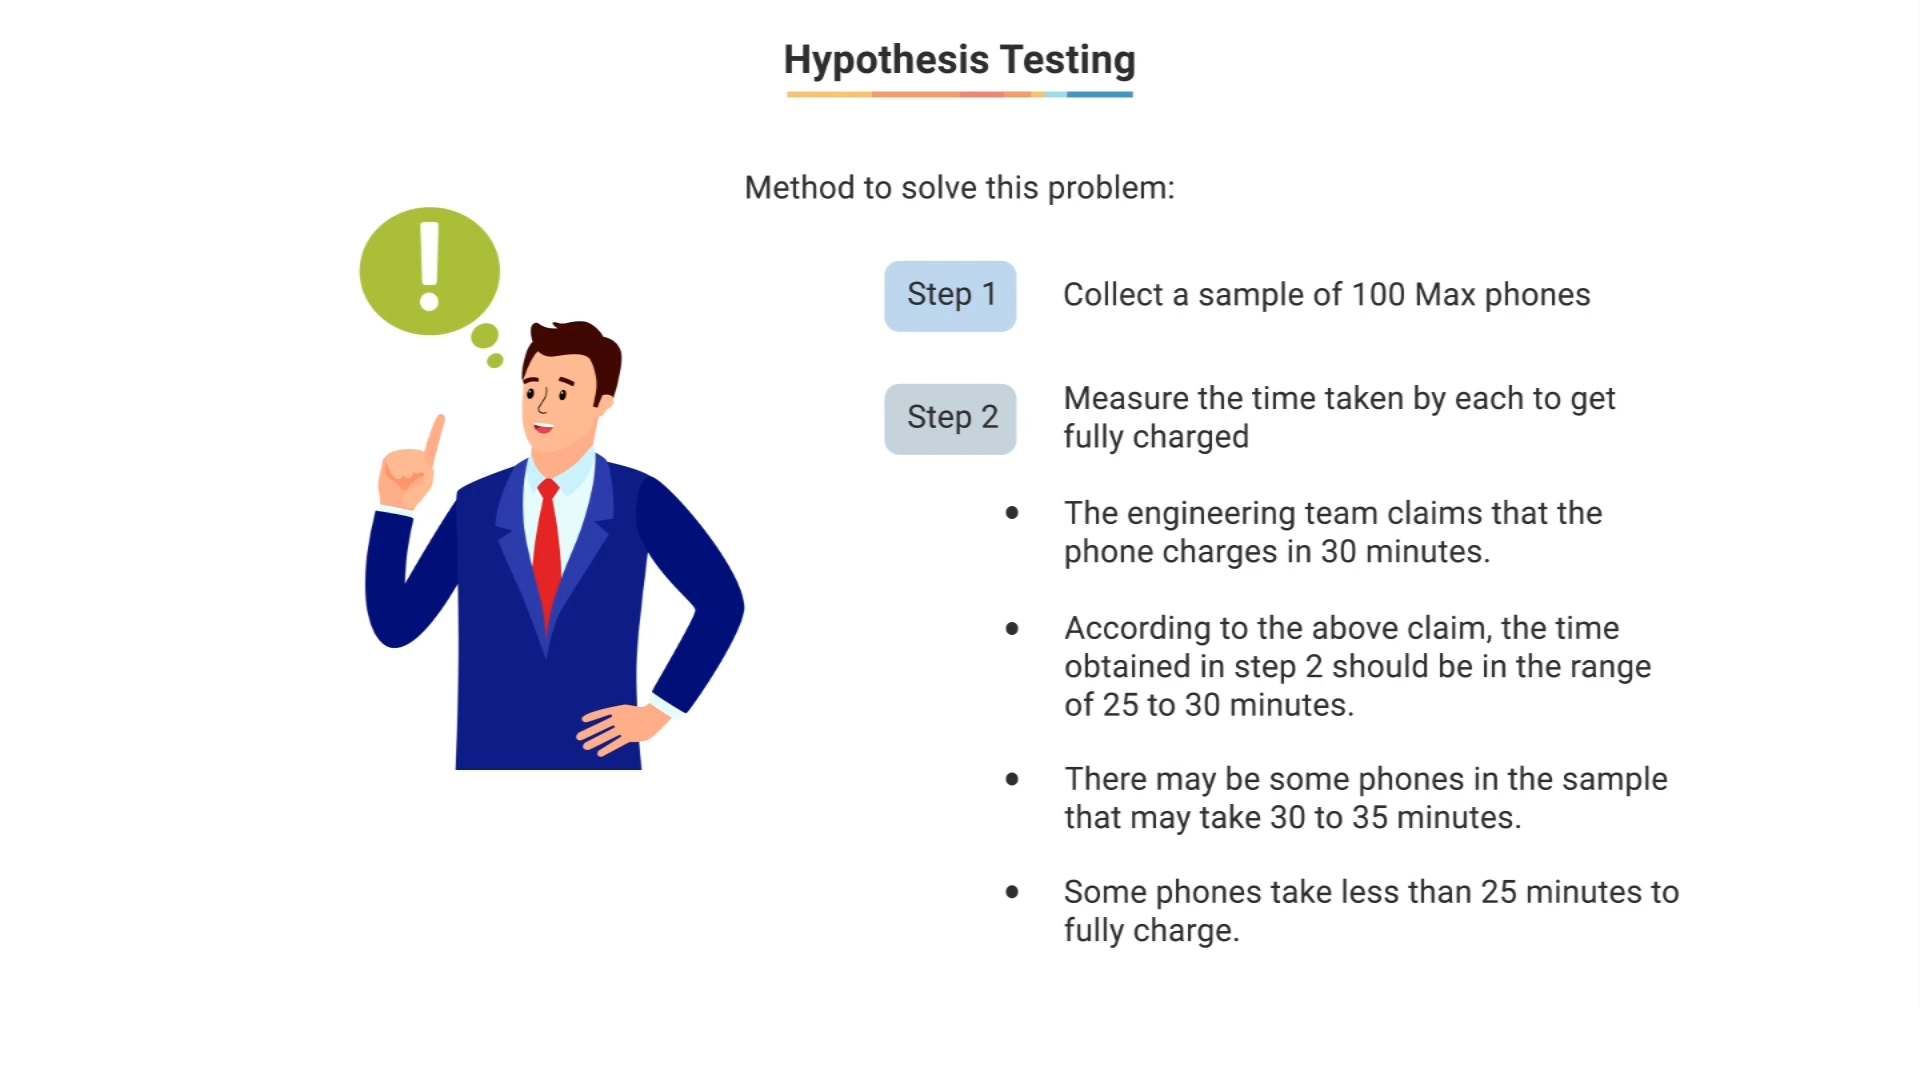 Hypothesis Testing
Method to solve this problem:
!
Step 1
Collect a sample of 100 Max phones
Step 2
Measure the time taken by each to get
fully charged
• The engineering team claims that the
phone charges in 30 minutes.
• According to the above claim, the time
obtained in step 2 should be in the range
of 25 to 30 minutes.
• There may be some phones in the sample
that may take 30 to 35 minutes.
• Some phones take less than 25 minutes to
fully charge.